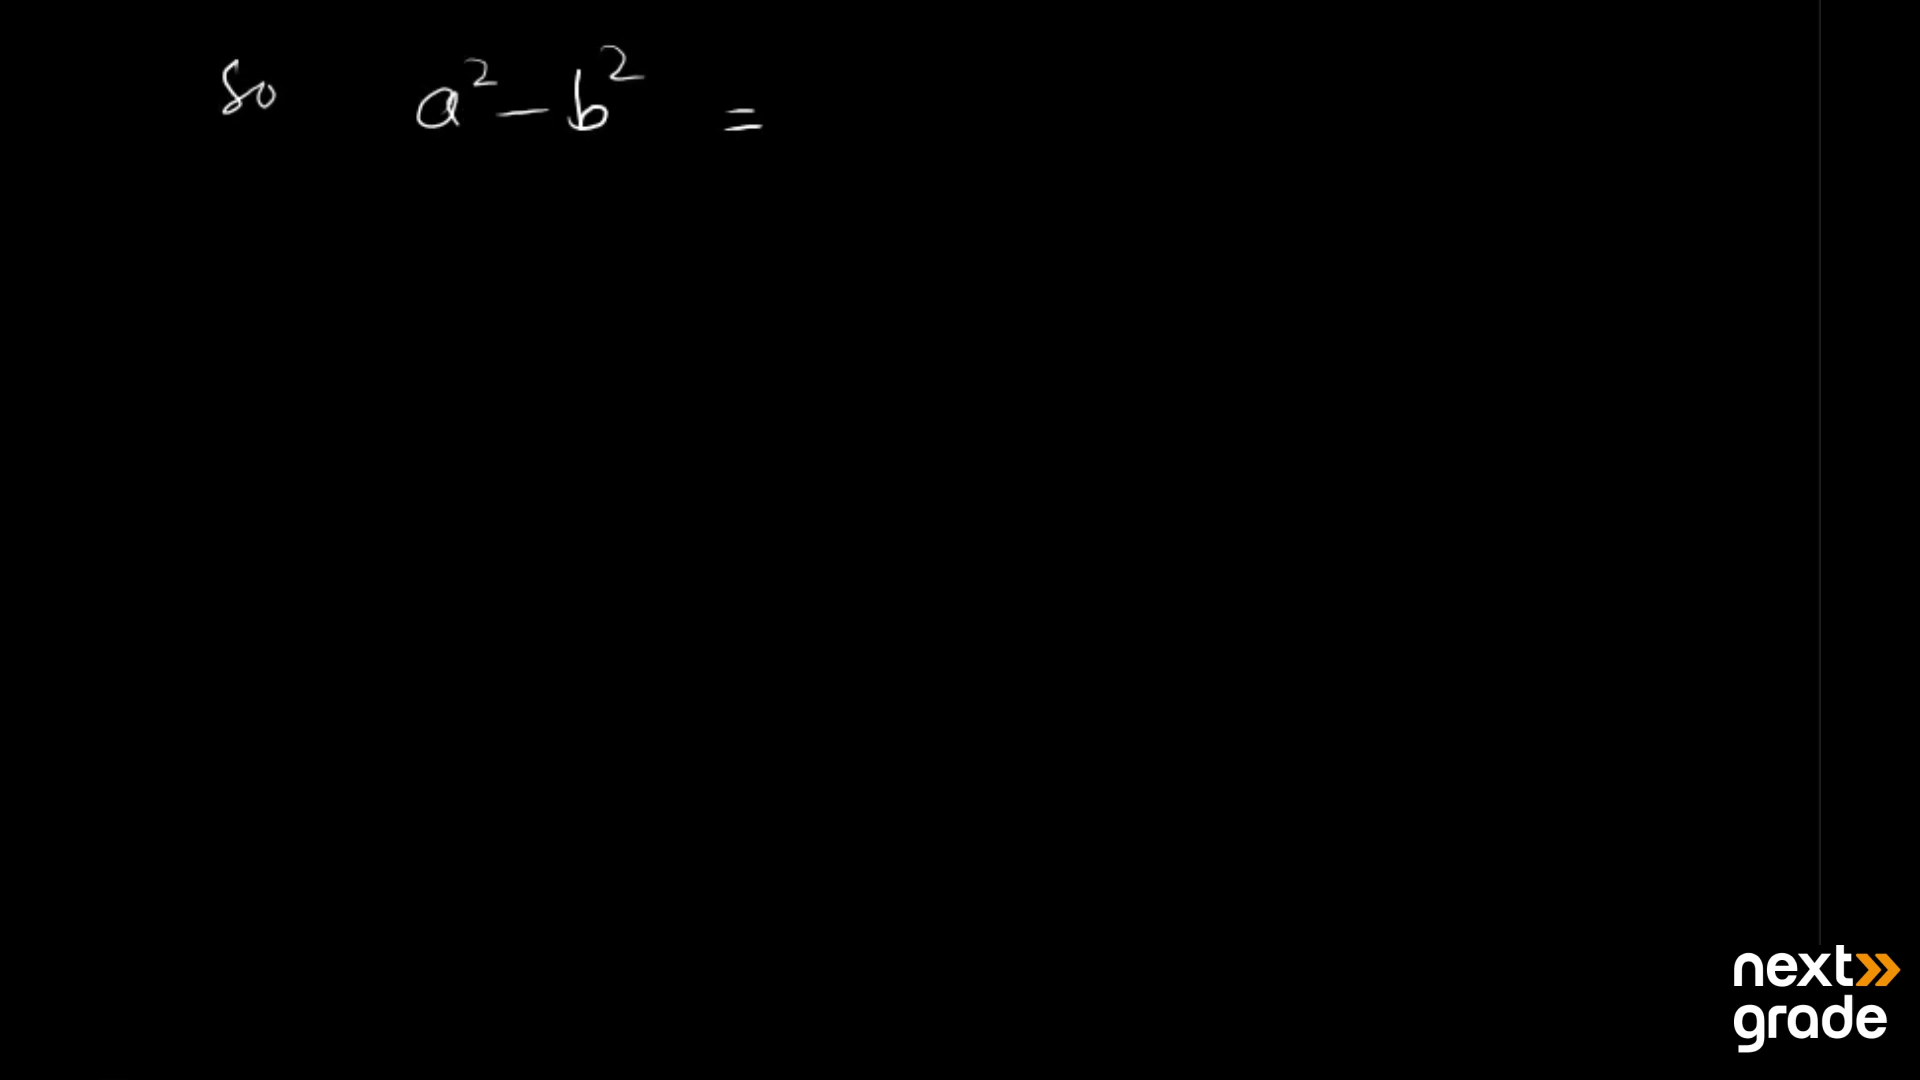 So a² - b² =
next
grade